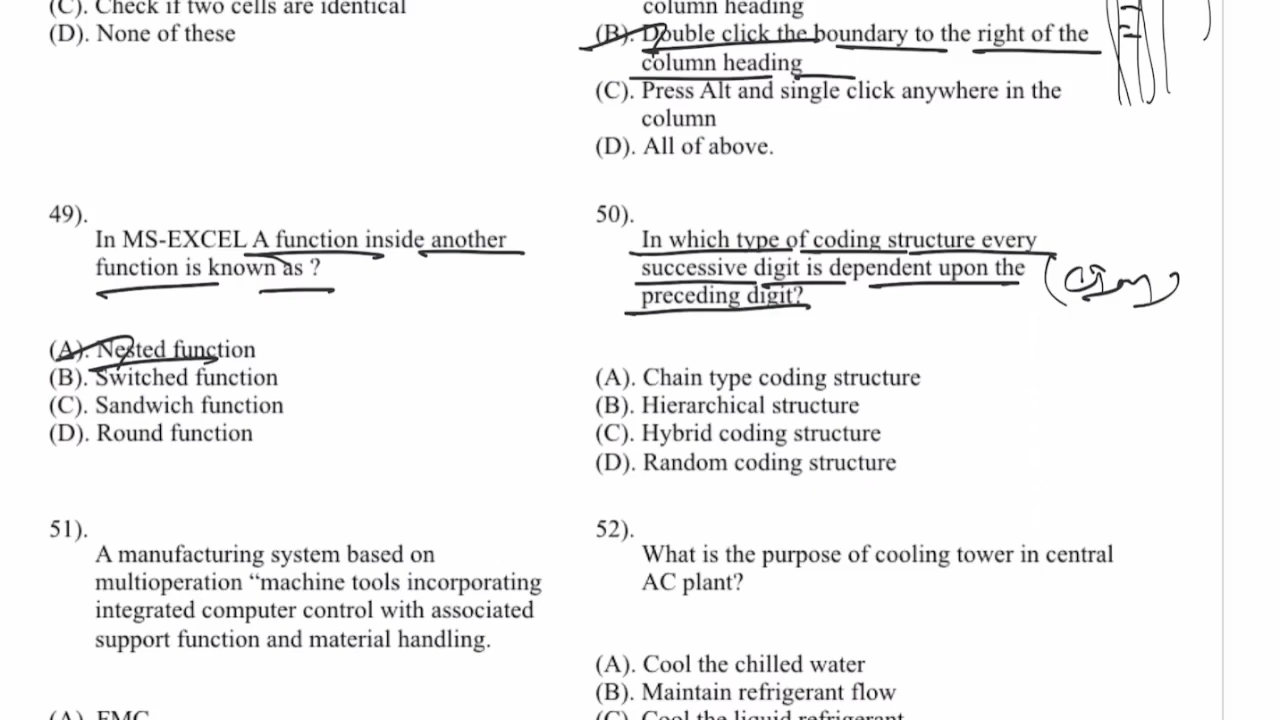 (C). Check if two cells are identical
(D). None of these
column heading
(B). Double click the boundary to the right of the
column heading
(C). Press Alt and single click anywhere in the
column
(D). All of above.
49).
In MS-EXCEL A function inside another
function is known as ?
(A). Nested function
(B). Switched function
(C). Sandwich function
(D). Round function
50).
In which type of coding structure every
successive digit is dependent upon the
preceding digit?
(A). Chain type coding structure
(B). Hierarchical structure
(C). Hybrid coding structure
(D). Random coding structure
51).
A manufacturing system based on
multioperation “machine tools incorporating
integrated computer control with associated
support function and material handling.
(A). FMC
52).
What is the purpose of cooling tower in central
AC plant?
(A). Cool the chilled water
(B). Maintain refrigerant flow
(C). Cool the liquid refrigerant